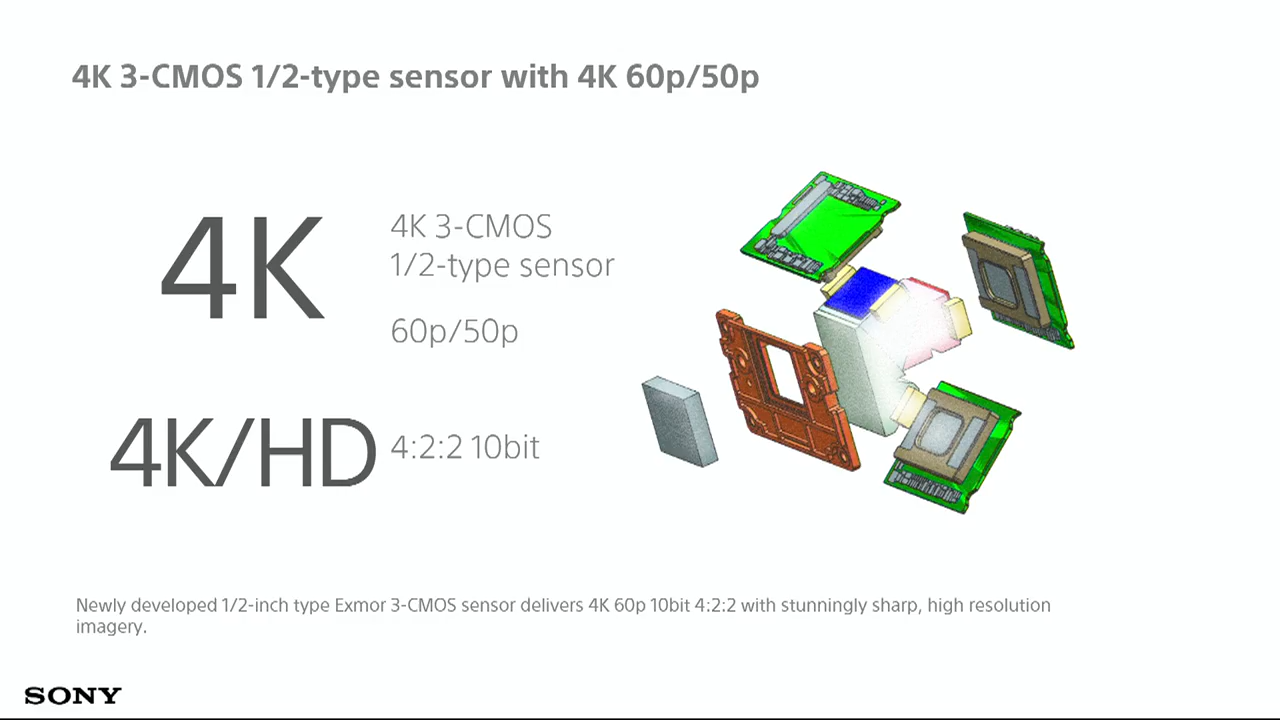 4K 3-CMOS 1/2-type sensor with 4K 60p/50p
4K
4K 3-CMOS
1/2-type sensor
60p/50p
4K/HD
4:2:2 10bit
Newly developed 1/2-inch type Exmor 3-CMOS sensor delivers 4K 60p 10bit 4:2:2 with stunningly sharp, high resolution
imagery.
SONY